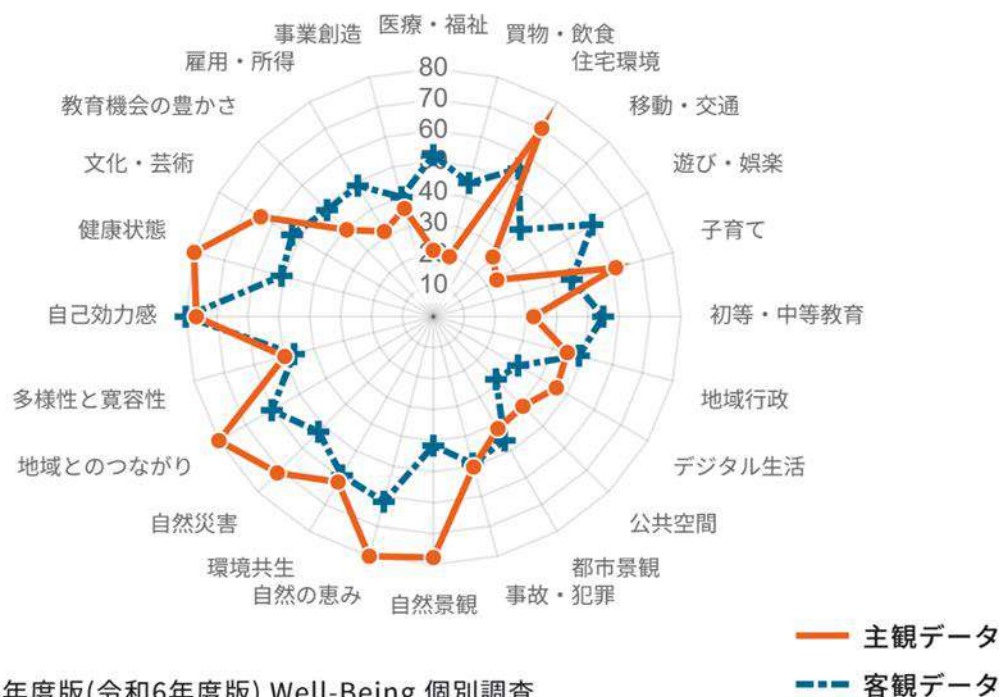 医療・福祉
買物・飲食
住宅環境
移動・交通
遊び・娯楽
子育て
初等・中等教育
地域行政
デジタル生活
公共空間
都市景観
事故・犯罪
自然景観
自然の恵み
環境共生
自然災害
地域とのつながり
多様性と寛容性
自己効力感
健康状態
文化・芸術
教育機会の豊かさ
雇用・所得
事業創造
80
70
60
40
30
10
主観データ
客観データ
年度版(令和6年度版) Well-Being 個別調査